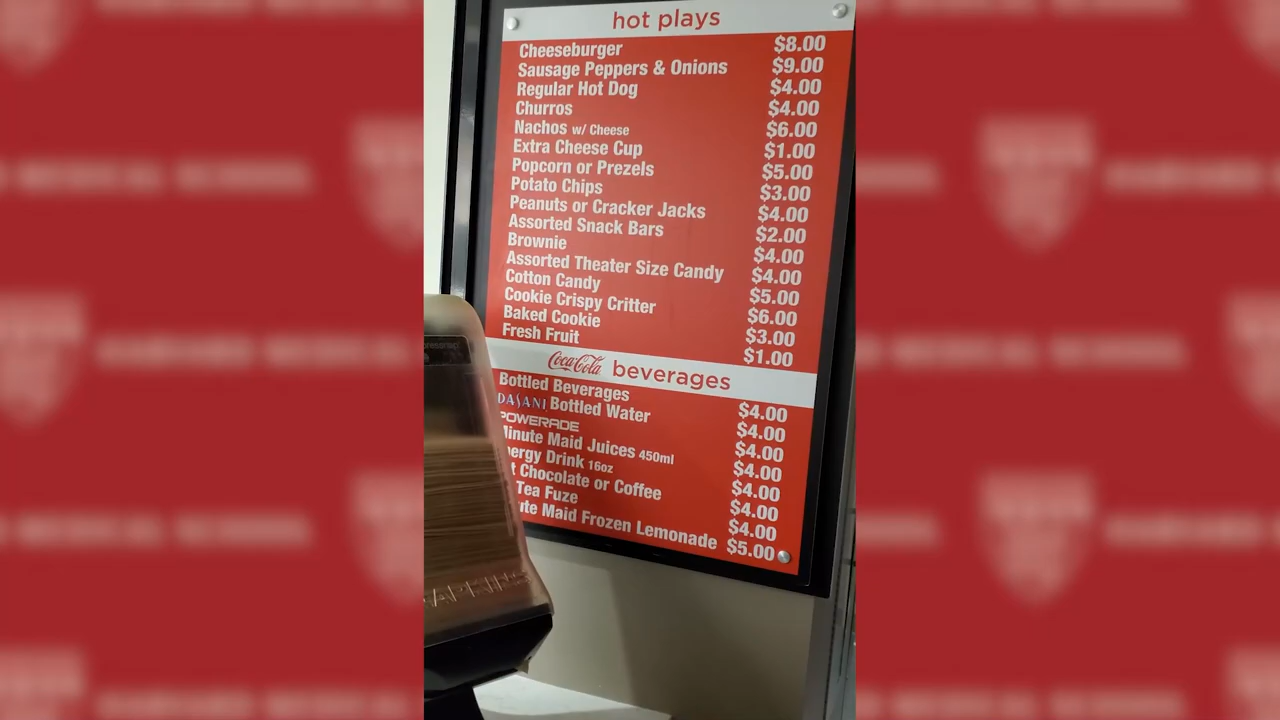 hot plays
Cheeseburger $8.00
Sausage Peppers & Onions $9.00
Regular Hot Dog $4.00
Churros $4.00
Nachos w/ Cheese $6.00
Extra Cheese Cup $1.00
Popcorn or Prezels $5.00
Potato Chips $3.00
Peanuts or Cracker Jacks $4.00
Assorted Snack Bars $2.00
Brownie $4.00
Assorted Theater Size Candy $4.00
Cotton Candy $5.00
Cookie Crispy Critter $6.00
Baked Cookie $3.00
Fresh Fruit $1.00
Coca-Cola beverages
Bottled Beverages $4.00
DASANI Bottled Water $4.00
POWERADE $4.00
inute Maid Juices 450ml $4.00
nergy Drink 16oz $4.00
t Chocolate or Coffee $4.00
Tea Fuze $4.00
ute Maid Frozen Lemonade $5.00
NAPKINS